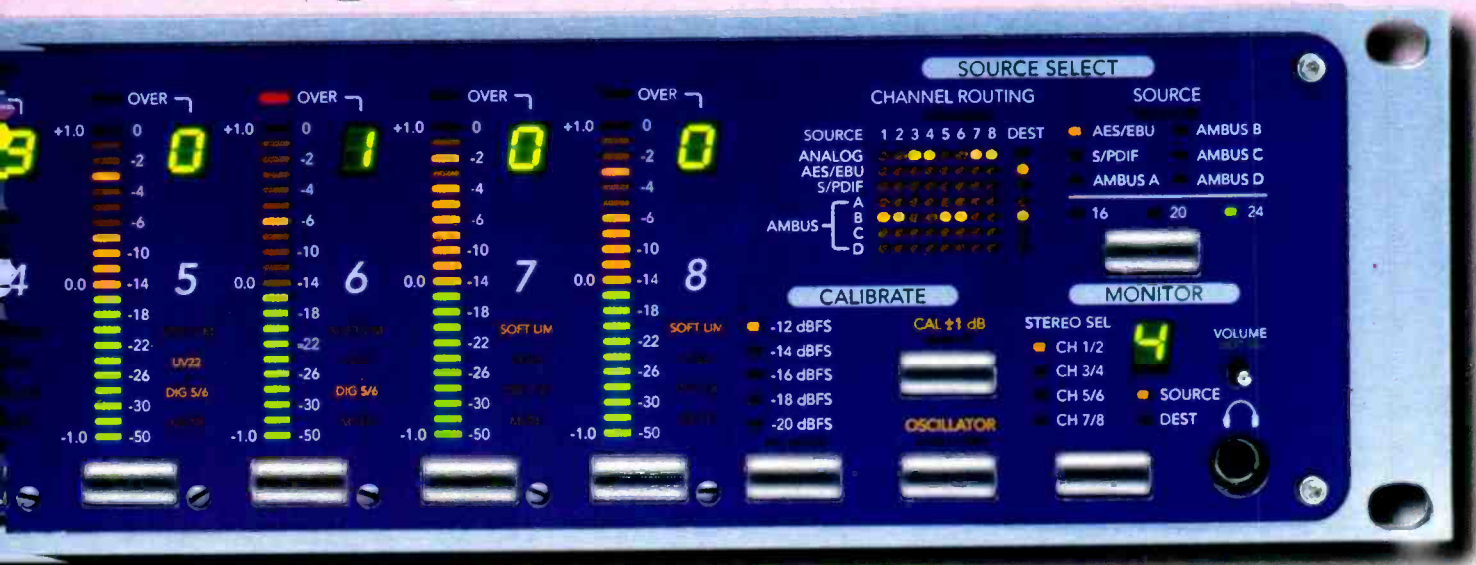 SOURCE SELECT
CHANNEL ROUTING
SOURCE
OVER OVER OVER OVER
+1.0 0 +1.0 0 +1.0 0 +1.0 0
0 1 0 0
-2 -2 -2 -2
-4 -4 -4 -4
-6 -6 -6 -6
-10 -10 -10 -10
0.0 -14 0.0 -14 0.0 -14 0.0 -14
4 5 6 7 8
-18 -18 -18 -18
-22 -22 -22 -22
-26 -26 -26 -26
-30 -30 -30 -30
-1.0 -50 -1.0 -50 -1.0 -50 -1.0 -50
UV22
DIG 5/6
DIG 5/6
SOFT LIM
SOFT LIM
SOURCE 1 2 3 4 5 6 7 8 DEST
ANALOG
AES/EBU
S/PDIF
AMBUS
A
B
C
D
AES/EBU AMBUS B
S/PDIF AMBUS C
AMBUS A AMBUS D
16 20 24
CALIBRATE
-12 dBFS
-14 dBFS
-16 dBFS
-18 dBFS
-20 dBFS
CAL ±1 dB
OSCILLATOR
MONITOR
STEREO SEL
CH 1/2
CH 3/4
CH 5/6
CH 7/8
4
SOURCE
DEST
VOLUME